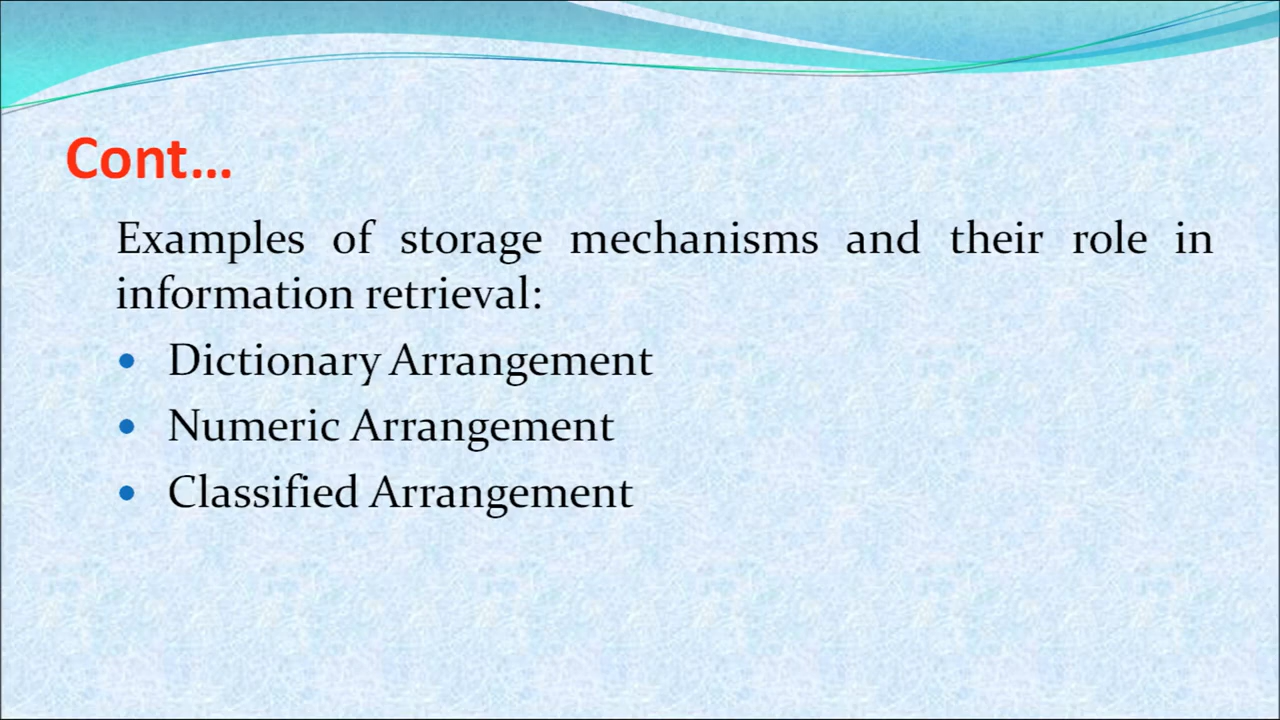 Cont...
Examples of storage mechanisms and their role in
information retrieval:
• Dictionary Arrangement
• Numeric Arrangement
• Classified Arrangement